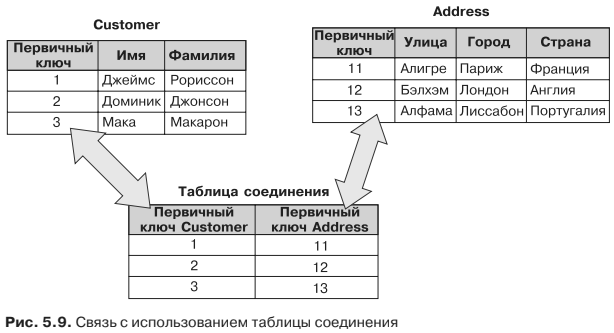 Customer
Первичный ключ Имя Фамилия
1 Джеймс Рориссон
2 Доминик Джонсон
3 Мака Макарон
Address
Первичный ключ Улица Город Страна
11 Алигре Париж Франция
12 Бэлхэм Лондон Англия
13 Алфама Лиссабон Португалия
Таблица соединения
Первичный ключ Customer Первичный ключ Address
1 11
2 12
3 13
Рис. 5.9. Связь с использованием таблицы соединения